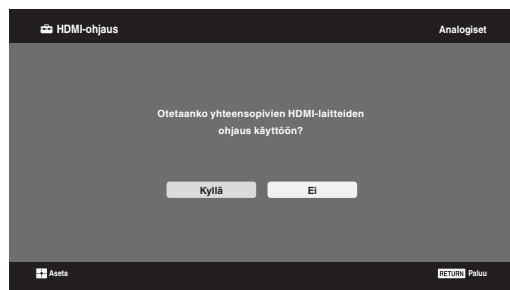 HDMI-ohjaus
Analogiset
Otetaanko yhteensopivien HDMI-laitteiden
ohjaus käyttöön?
Kyllä
Ei
Aseta
RETURN Paluu